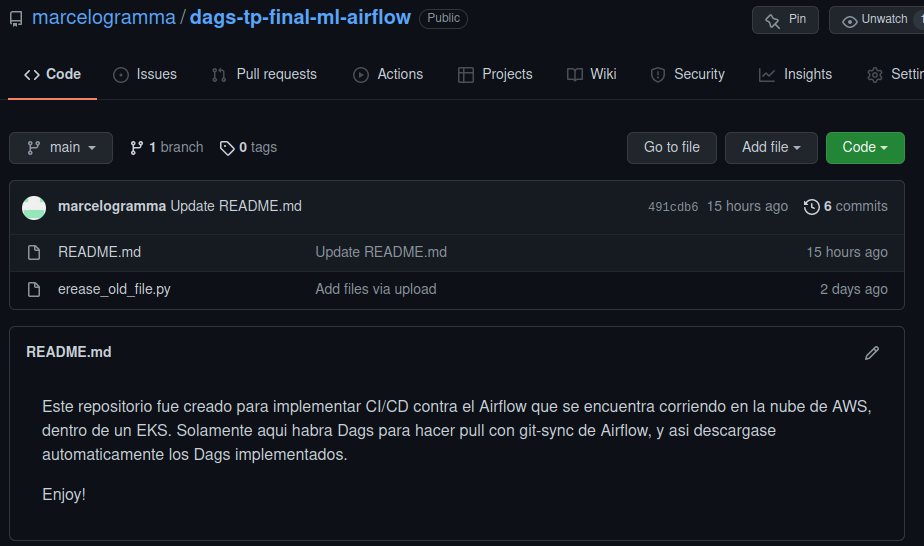 marcelogramma / dags-tp-final-ml-airflow Public Pin Unwatch 1
Code Issues Pull requests Actions Projects Wiki Security Insights Settin
main 1 branch 0 tags Go to file Add file Code
marcelogramma Update README.md 491cdb6 15 hours ago 6 commits
README.md Update README.md 15 hours ago
erease_old_file.py Add files via upload 2 days ago
README.md
Este repositorio fue creado para implementar CI/CD contra el Airflow que se encuentra corriendo en la nube de AWS,
dentro de un EKS. Solamente aqui habra Dags para hacer pull con git-sync de Airflow, y asi descargase
automaticamente los Dags implementados.
Enjoy!